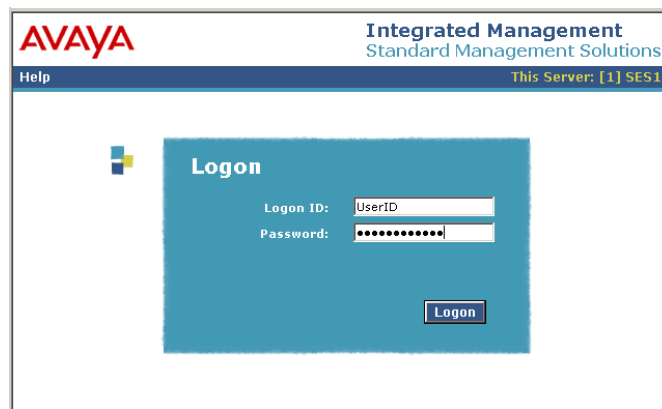 AVAYA
Integrated Management
Standard Management Solutions
Help
This Server: [1] SES1
Logon
Logon ID: UserID
Password: ••••••••••••
Logon